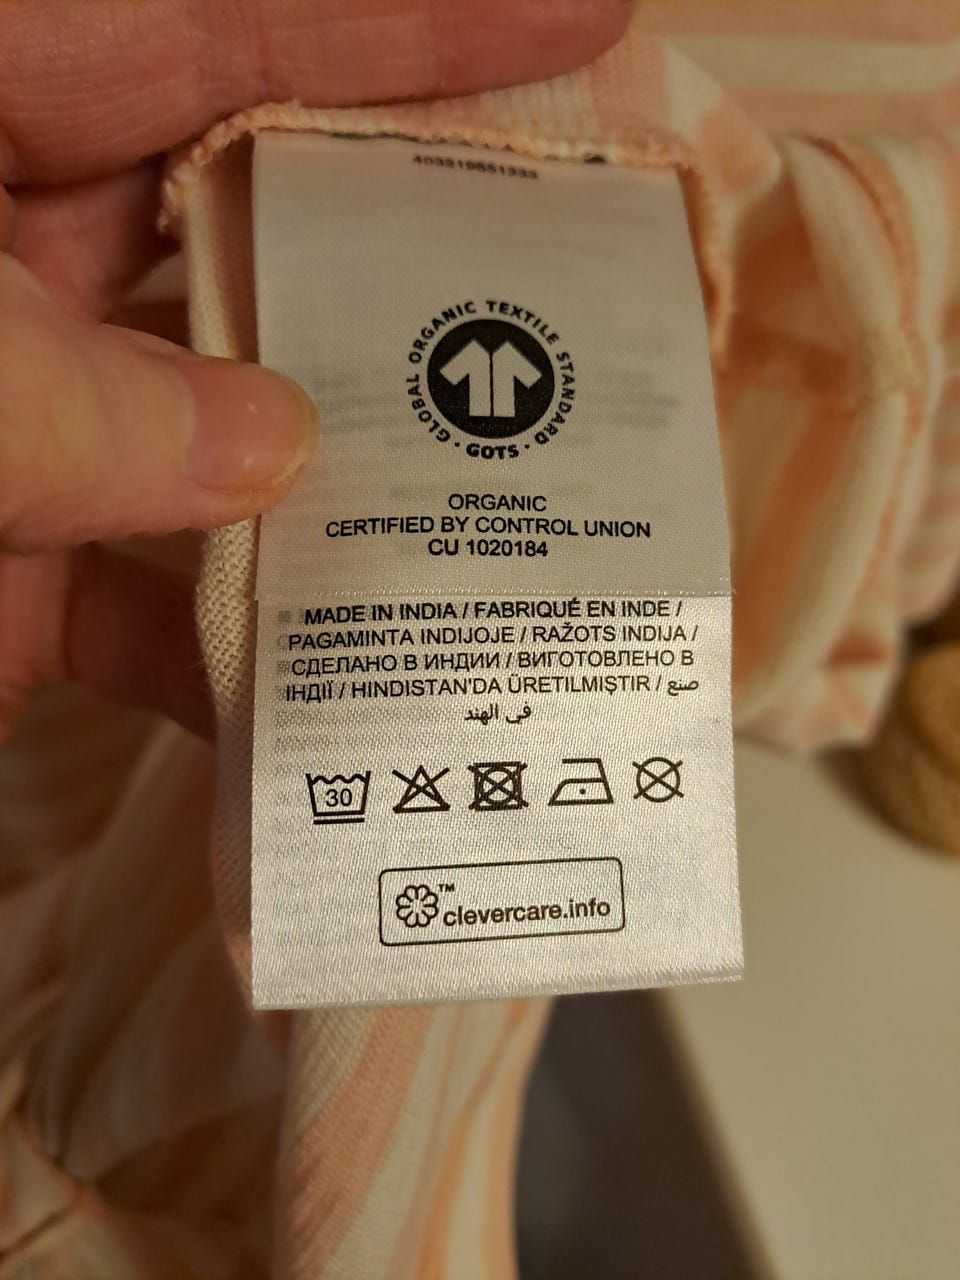 403219551333
GLOBAL ORGANIC TEXTILE STANDARD · GOTS ·
ORGANIC
CERTIFIED BY CONTROL UNION
CU 1020184
MADE IN INDIA / FABRIQUÉ EN INDE /
PAGAMINTA INDIJOJE / RAŽOTS INDIJA /
СДЕЛАНО В ИНДИИ / ВИГОТОВЛЕНО В
ІНДІЇ / HINDISTAN'DA ÜRETILMIŞTIR / صنع
في الهند
30
™ clevercare.info